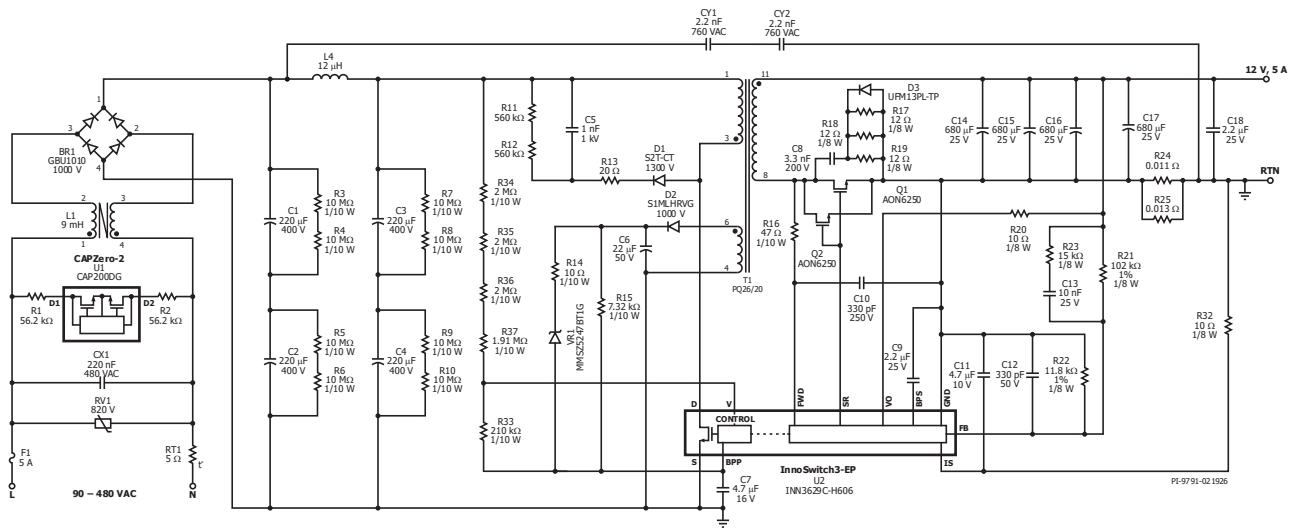 CY1
2.2 nF
760 VAC
CY2
2.2 nF
760 VAC
L4
12 μH
1
11
12 V, 5 A
1
3
2
4
BR1
GBU1010
1000 V
R11
560 kΩ
R12
560 kΩ
C5
1 nF
1 kV
R13
20 Ω
D1
S2T-CT
1300 V
3
8
D3
UFM13PL-TP
R17
12 Ω
1/8 W
R18
12 Ω
1/8 W
R19
12 Ω
1/8 W
C8
3.3 nF
200 V
C14
680 μF
25 V
C15
680 μF
25 V
C16
680 μF
25 V
C17
680 μF
25 V
C18
2.2 μF
25 V
R24
0.011 Ω
R25
0.013 Ω
RTN
Q1
AON6250
Q2
AON6250
R16
47 Ω
1/10 W
2
3
L1
9 mH
1
4
C1
220 μF
400 V
R3
10 MΩ
1/10 W
R4
10 MΩ
1/10 W
C3
220 μF
400 V
R7
10 MΩ
1/10 W
R8
10 MΩ
1/10 W
R34
2 MΩ
1/10 W
R35
2 MΩ
1/10 W
R36
2 MΩ
1/10 W
R37
1.91 MΩ
1/10 W
R33
210 kΩ
1/10 W
D2
S1MLHRVG
1000 V
6
4
T1
PQ26/20
C6
22 μF
50 V
R14
10 Ω
1/10 W
R15
7.32 kΩ
1/10 W
VR1
MMSZ5247BT1G
C10
330 pF
250 V
R20
10 Ω
1/8 W
R23
15 kΩ
1/8 W
C13
10 nF
25 V
R21
102 kΩ
1%
1/8 W
R32
10 Ω
1/8 W
CAPZero-2
U1
CAP200DG
D1
D2
R1
56.2 kΩ
R2
56.2 kΩ
CX1
220 nF
480 VAC
RV1
820 V
C2
220 μF
400 V
R5
10 MΩ
1/10 W
R6
10 MΩ
1/10 W
C4
220 μF
400 V
R9
10 MΩ
1/10 W
R10
10 MΩ
1/10 W
C9
2.2 μF
25 V
C11
4.7 μF
10 V
C12
330 pF
50 V
R22
11.8 kΩ
1%
1/8 W
D
V
FWD
SR
VO
BPS
GND
CONTROL
FB
S
BPP
IS
InnoSwitch3-EP
U2
INN3629C-H606
C7
4.7 μF
16 V
F1
5 A
RT1
5 Ω
t°
L
90 – 480 VAC
N
PI-9791-021926